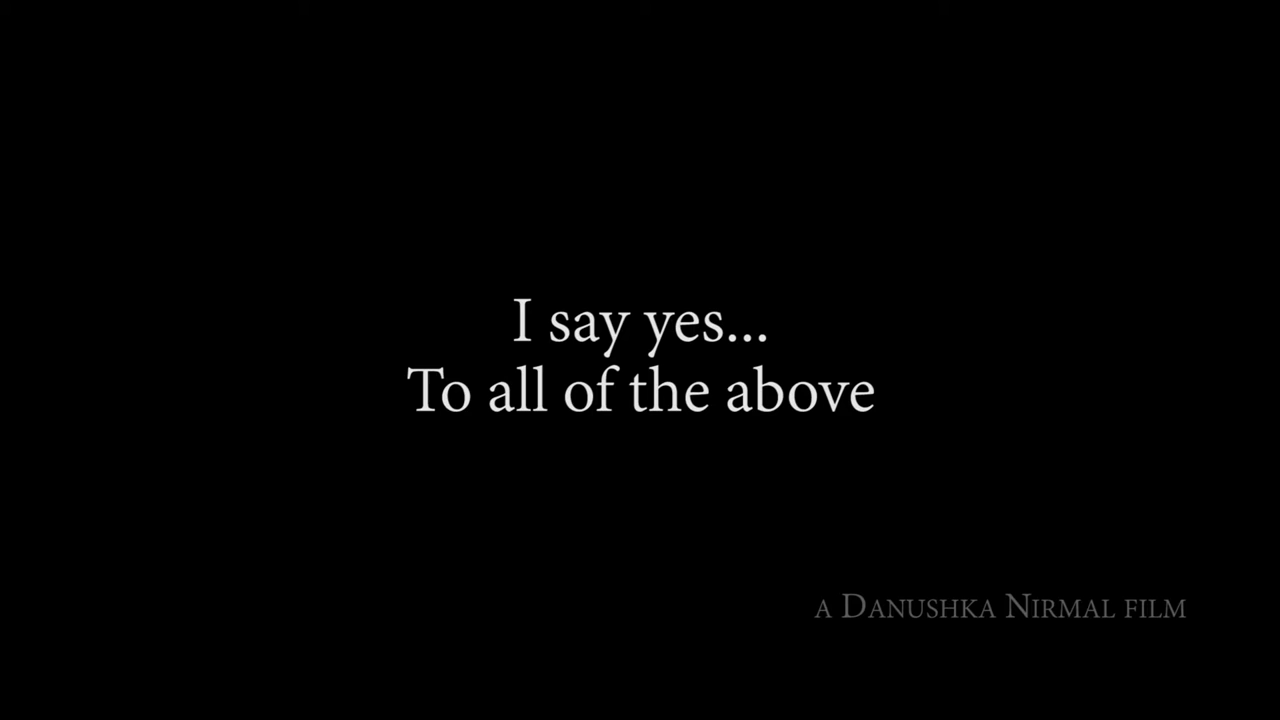 I say yes...
To all of the above
A DANUSHKA NIRMAL FILM